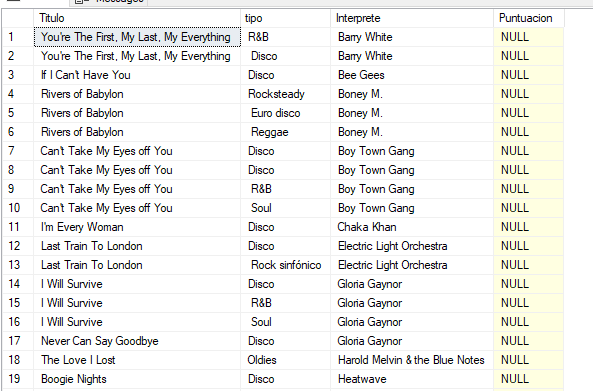 Titulo tipo Interprete Puntuacion
1 You're The First, My Last, My Everything R&B Barry White NULL
2 You're The First, My Last, My Everything Disco Barry White NULL
3 If I Can't Have You Disco Bee Gees NULL
4 Rivers of Babylon Rocksteady Boney M. NULL
5 Rivers of Babylon Euro disco Boney M. NULL
6 Rivers of Babylon Reggae Boney M. NULL
7 Can't Take My Eyes off You Disco Boy Town Gang NULL
8 Can't Take My Eyes off You Disco Boy Town Gang NULL
9 Can't Take My Eyes off You R&B Boy Town Gang NULL
10 Can't Take My Eyes off You Soul Boy Town Gang NULL
11 I'm Every Woman Disco Chaka Khan NULL
12 Last Train To London Disco Electric Light Orchestra NULL
13 Last Train To London Rock sinfónico Electric Light Orchestra NULL
14 I Will Survive Disco Gloria Gaynor NULL
15 I Will Survive R&B Gloria Gaynor NULL
16 I Will Survive Soul Gloria Gaynor NULL
17 Never Can Say Goodbye Disco Gloria Gaynor NULL
18 The Love I Lost Oldies Harold Melvin & the Blue Notes NULL
19 Boogie Nights Disco Heatwave NULL